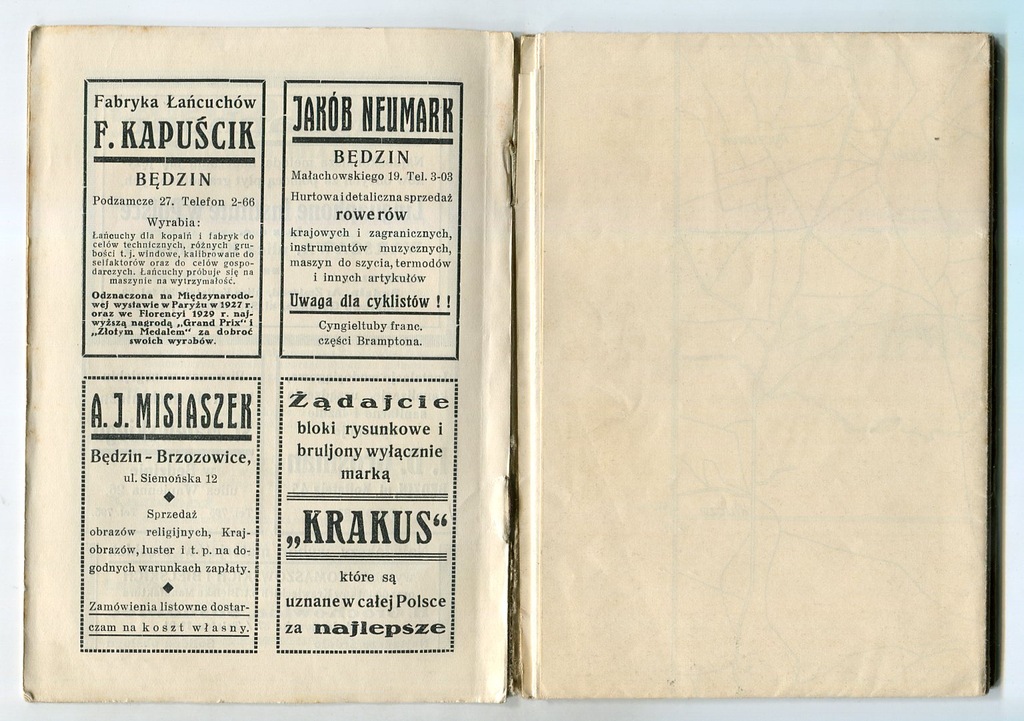 Fabryka Łańcuchów
F. KAPUŚCIK
BĘDZIN
Podzamcze 27. Telefon 2-66
Wyrabia:
Łańcuchy dla kopalń i fabryk do
celów technicznych, różnych gru-
bości t. j. windowe, kalibrowane do
selfaktorów oraz do celów gospo-
darczych. Łańcuchy próbuje się na
maszynie na wytrzymałość.
Odznaczona na Międzynarodo-
wej wystawie w Paryżu w 1927 r.
oraz we Florencyi 1929 r. naj-
wyższą nagrodą „Grand Prix" i
„Złotym Medalem" za dobroć
swoich wyrobów.
JAKÓB NEUMARK
BĘDZIN
Małachowskiego 19. Tel. 3-03
Hurtowa i detaliczna sprzedaż
rowerów
krajowych i zagranicznych,
instrumentów muzycznych,
maszyn do szycia, termodów
i innych artykułów
Uwaga dla cyklistów ! !
Cyngieltuby franc.
części Bramptona.
A. J. MISIASZEK
Będzin - Brzozowice,
ul. Siemońska 12
Sprzedaż
obrazów religijnych, Kraj-
obrazów, luster i t. p. na do-
godnych warunkach zapłaty.
Zamówienia listowne dostar-
czam na koszt własny.
Żądajcie
bloki rysunkowe i
bruljony wyłącznie
marką
„KRAKUS"
które są
uznane w całej Polsce
za najlepsze